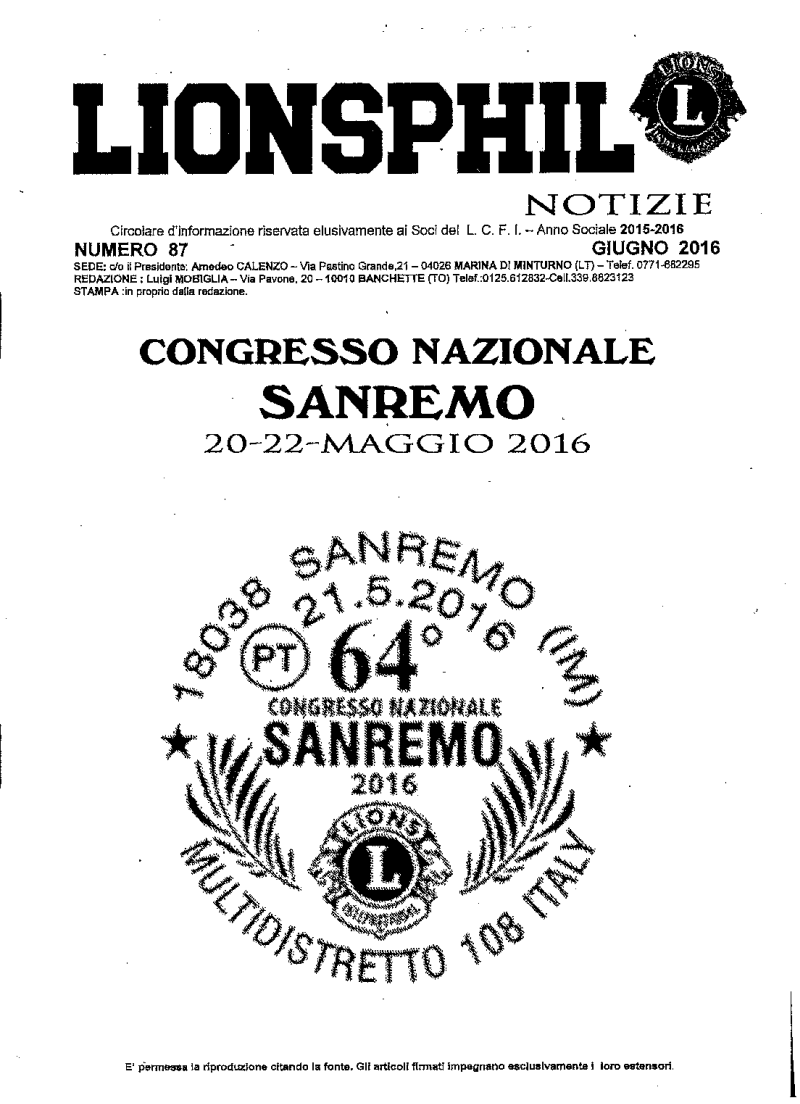 LIONSPHIL
LIONS
L
INTERNATIONAL
NOTIZIE
Circolare d'informazione riservata elusivamente ai Soci del L. C. F. I. – Anno Sociale 2015-2016
NUMERO 87 GIUGNO 2016
SEDE: c/o il Presidente: Amedeo CALENZO – Via Pastino Grande,21 – 04026 MARINA DI MINTURNO (LT) – Telef. 0771-682295
REDAZIONE : Luigi MOBIGLIA – Via Pavone, 20 – 10010 BANCHETTE (TO) Telef.:0125.612832-Cell.339.8623123
STAMPA :in proprio dalla redazione.
CONGRESSO NAZIONALE
SANREMO
20-22-MAGGIO 2016
18038 SANREMO (IM)
21.5.2016
PT 64°
CONGRESSO NAZIONALE
SANREMO
2016
LIONS
L
INTERNATIONAL
MULTIDISTRETTO 108 ITALY
E' permessa la riproduzione citando la fonte. Gli articoli firmati impegnano esclusivamente i loro estensori.